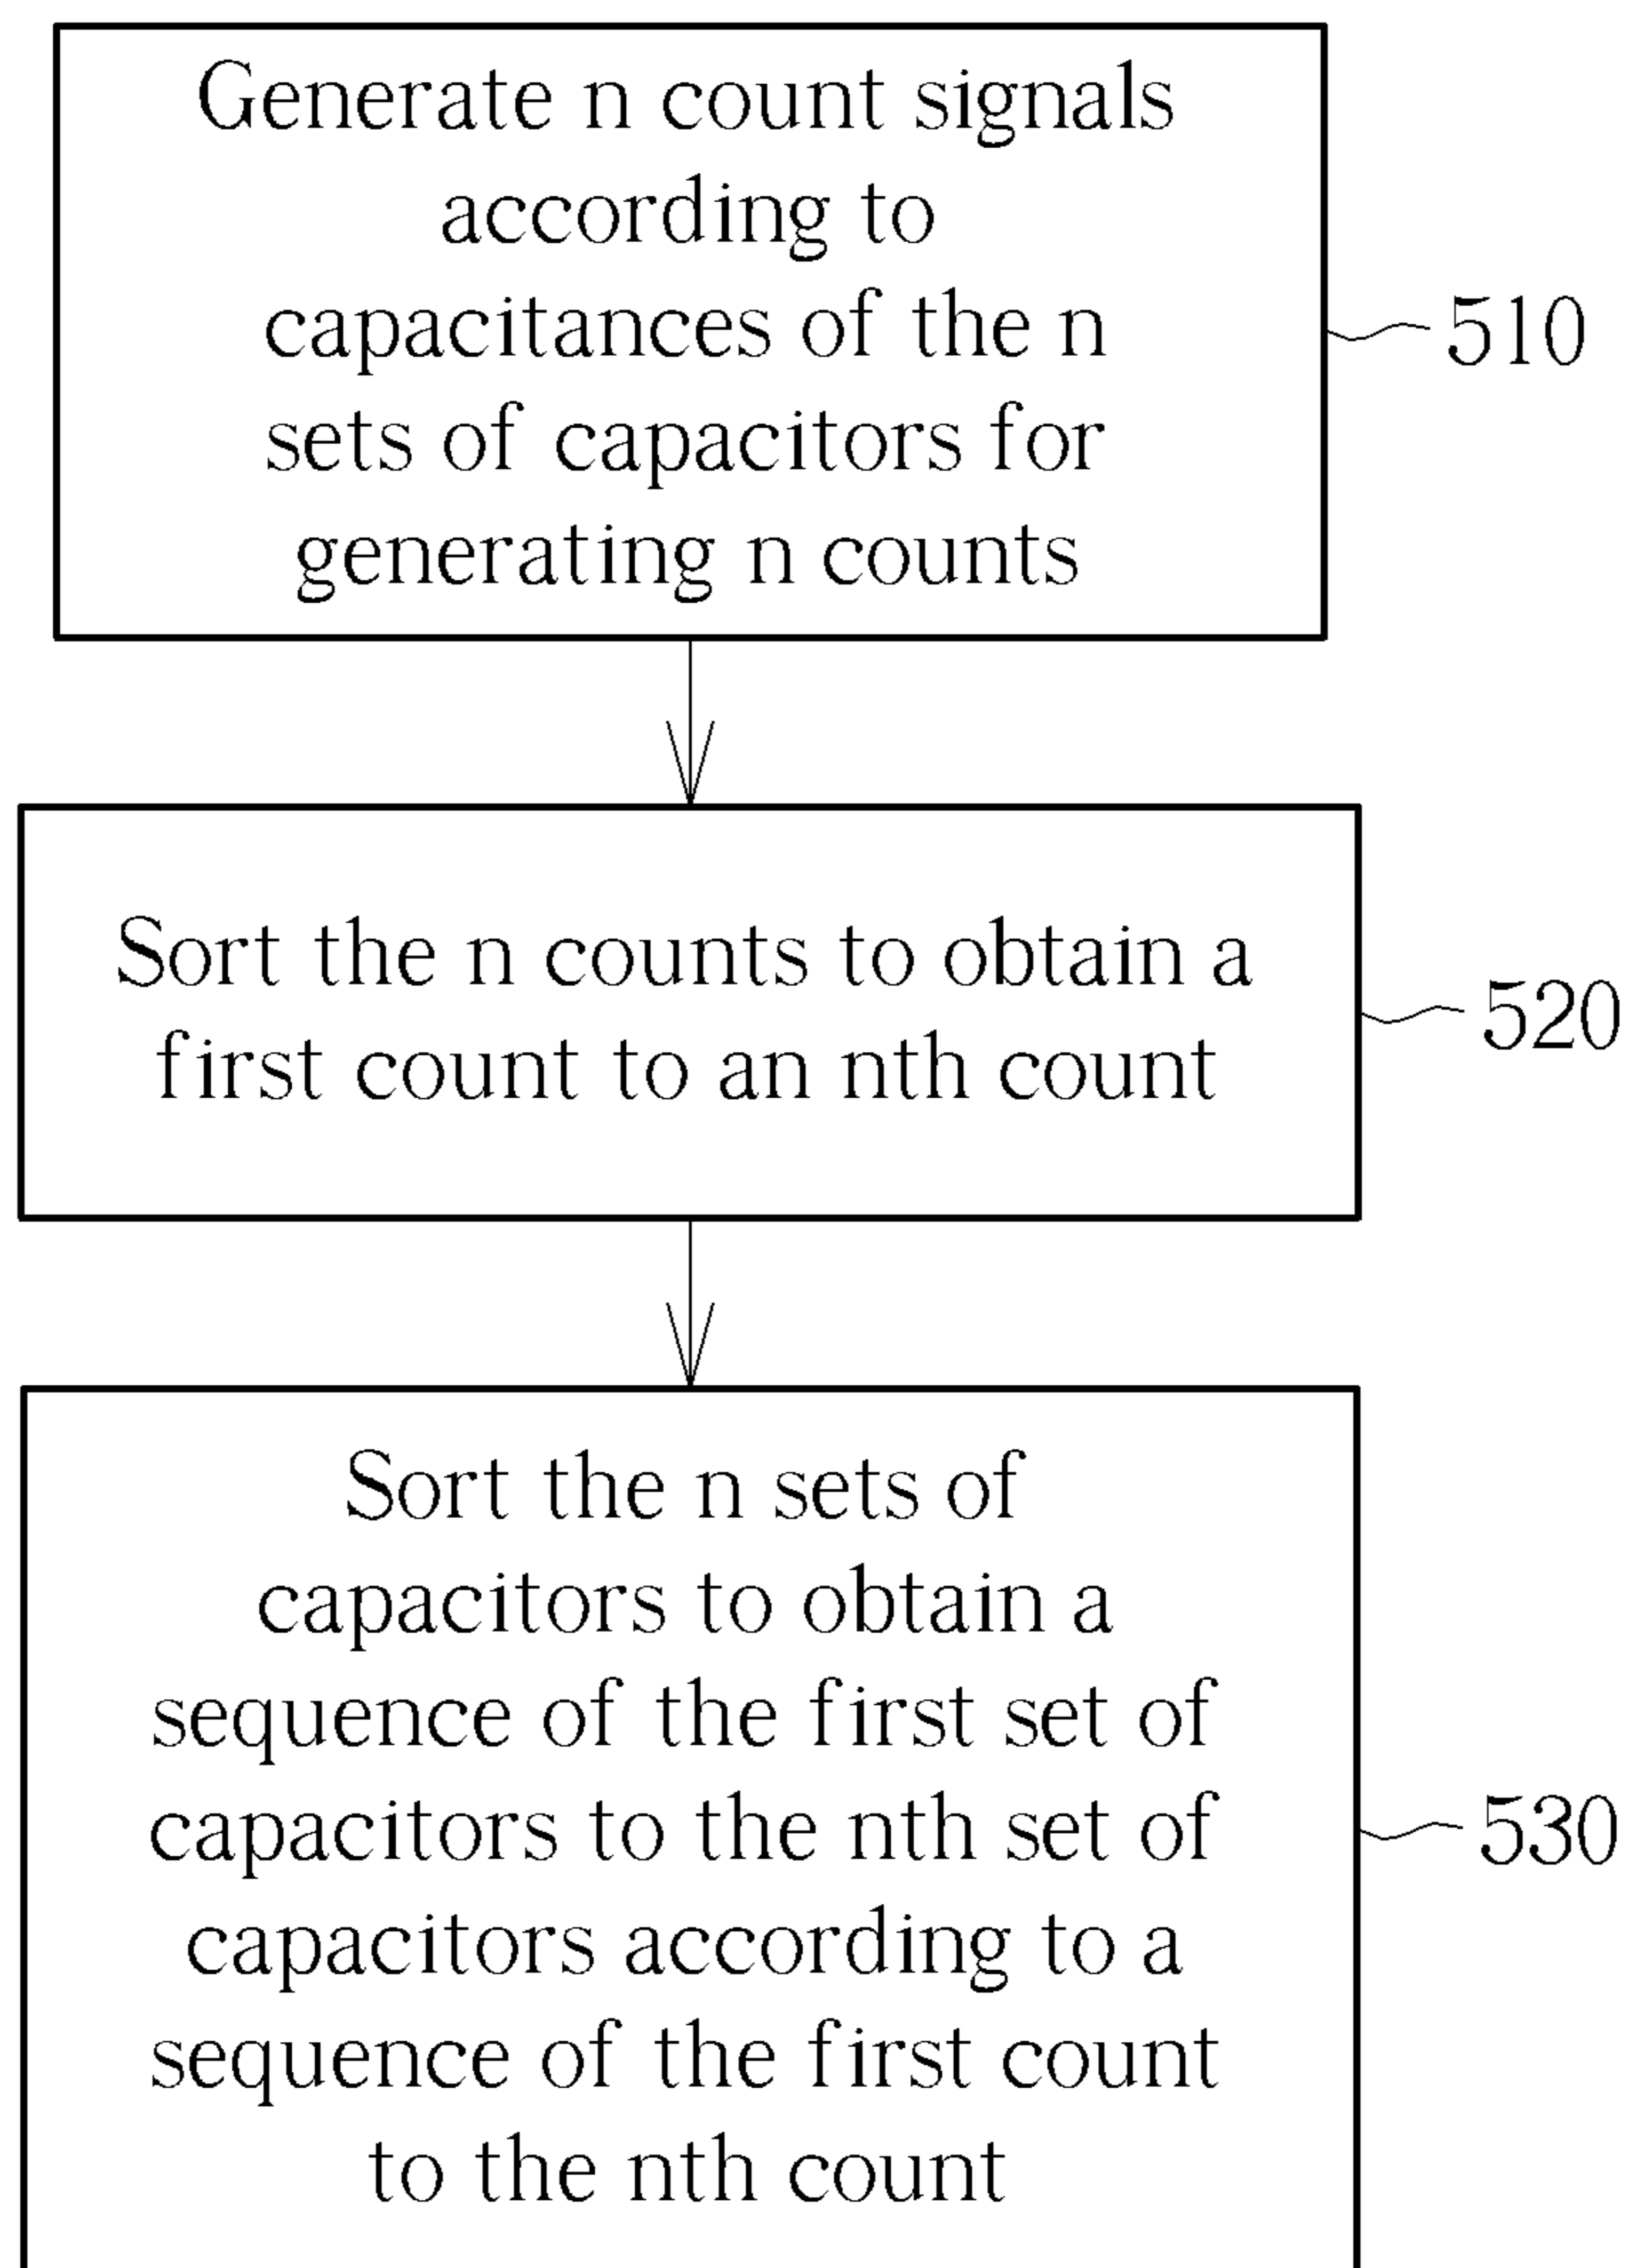 Generate n count signals
according to
capacitances of the n
sets of capacitors for
generating n counts
510
Sort the n counts to obtain a
first count to an nth count
520
Sort the n sets of
capacitors to obtain a
sequence of the first set of
capacitors to the nth set of
capacitors according to a
sequence of the first count
to the nth count
530